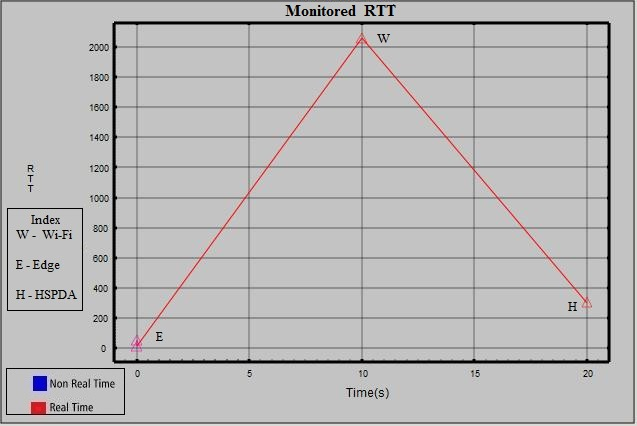 Monitored RTT
2000
1800
1600
1400
1200
1000
800
600
400
200
0
R
T
T
Index
W - Wi-Fi
E - Edge
H - HSPDA
W
E
H
0 5 10 15 20
Time(s)
Non Real Time
Real Time